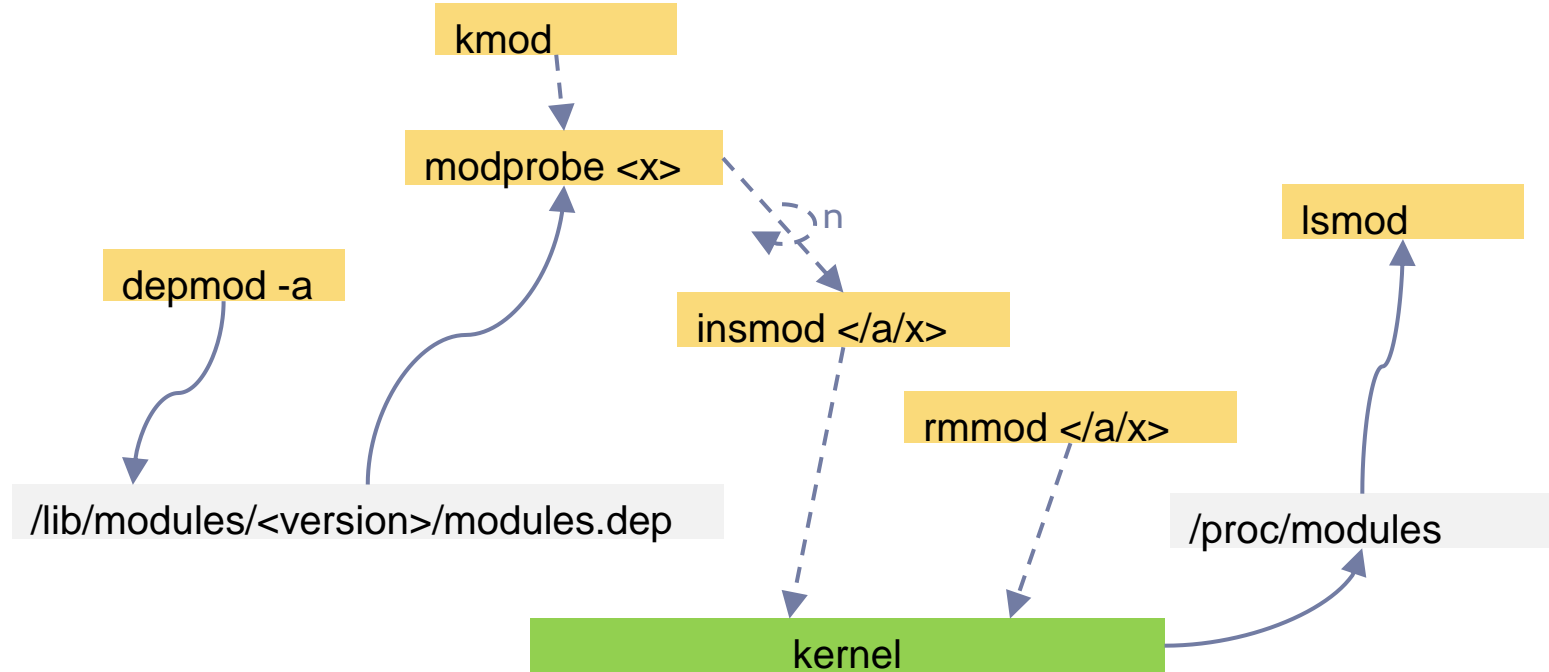 kmod
modprobe <x>
n
lsmod
depmod -a
insmod </a/x>
rmmod </a/x>
/lib/modules/<version>/modules.dep
/proc/modules
kernel